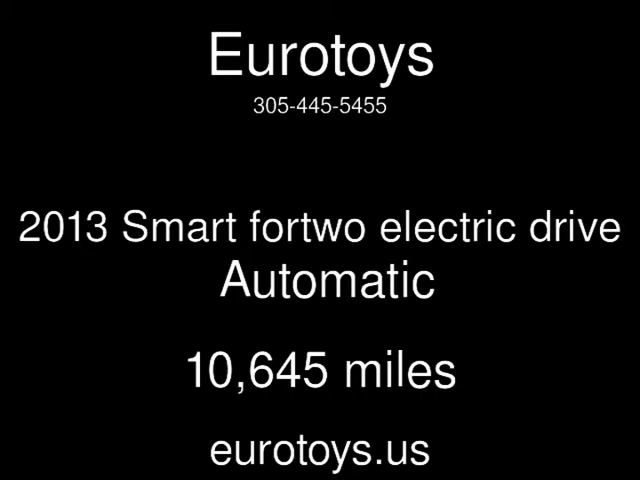 Eurotoys
305-445-5455
2013 Smart fortwo electric drive
Automatic
10,645 miles
eurotoys.us